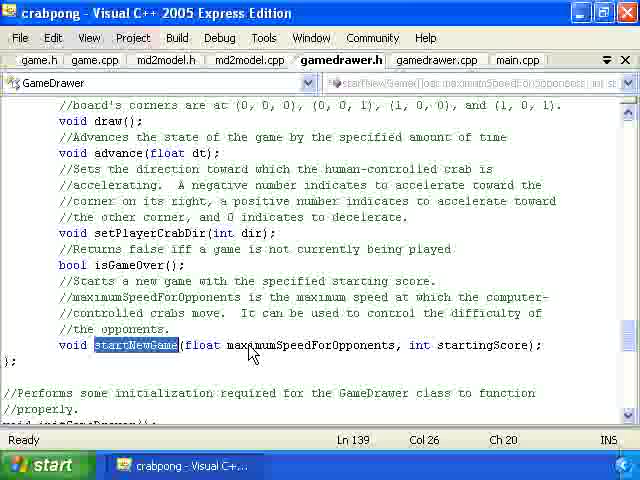 crabpong - Visual C++ 2005 Express Edition
File Edit View Project Build Debug Tools Window Community Help
game.h game.cpp md2model.h md2model.cpp gamedrawer.h gamedrawer.cpp main.cpp
GameDrawer startNewGame(float maximumSpeedForOpponents, int
//board's corners are at (0, 0, 0), (0, 0, 1), (1, 0, 0), and (1, 0, 1).
void draw();
//Advances the state of the game by the specified amount of time
void advance(float dt);
//Sets the direction toward which the human-controlled crab is
//accelerating.  A negative number indicates to accelerate toward the
//corner on its right, a positive number indicates to accelerate toward
//the other corner, and 0 indicates to decelerate.
void setPlayerCrabDir(int dir);
//Returns false iff a game is not currently being played
bool isGameOver();
//Starts a new game with the specified starting score.
//maximumSpeedForOpponents is the maximum speed at which the computer-
//controlled crabs move.  It can be used to control the difficulty of
//the opponents.
void startNewGame(float maximumSpeedForOpponents, int startingScore);
};
//Performs some initialization required for the GameDrawer class to function
//properly.
void initGameDrawer();
Ready Ln 139 Col 26 Ch 20 INS
start crabpong - Visual C+...